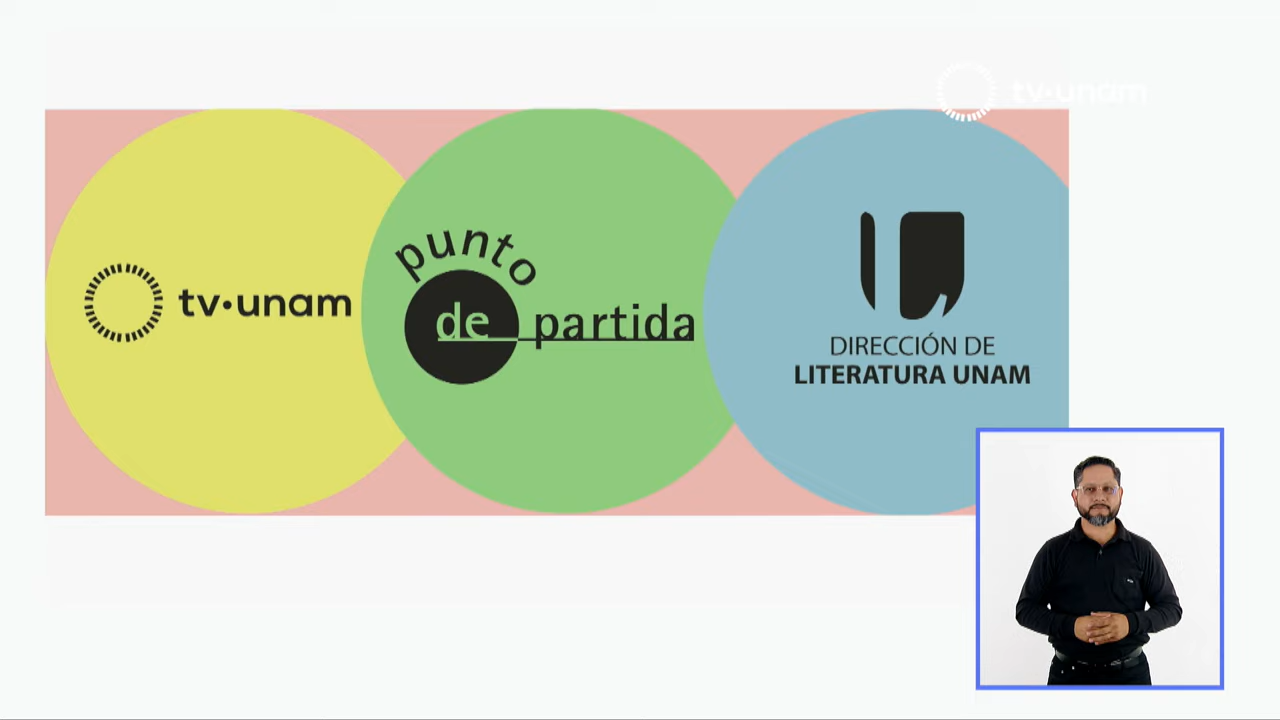 tv·unam
tv·unam
punto
de partida
DIRECCIÓN DE
LITERATURA UNAM